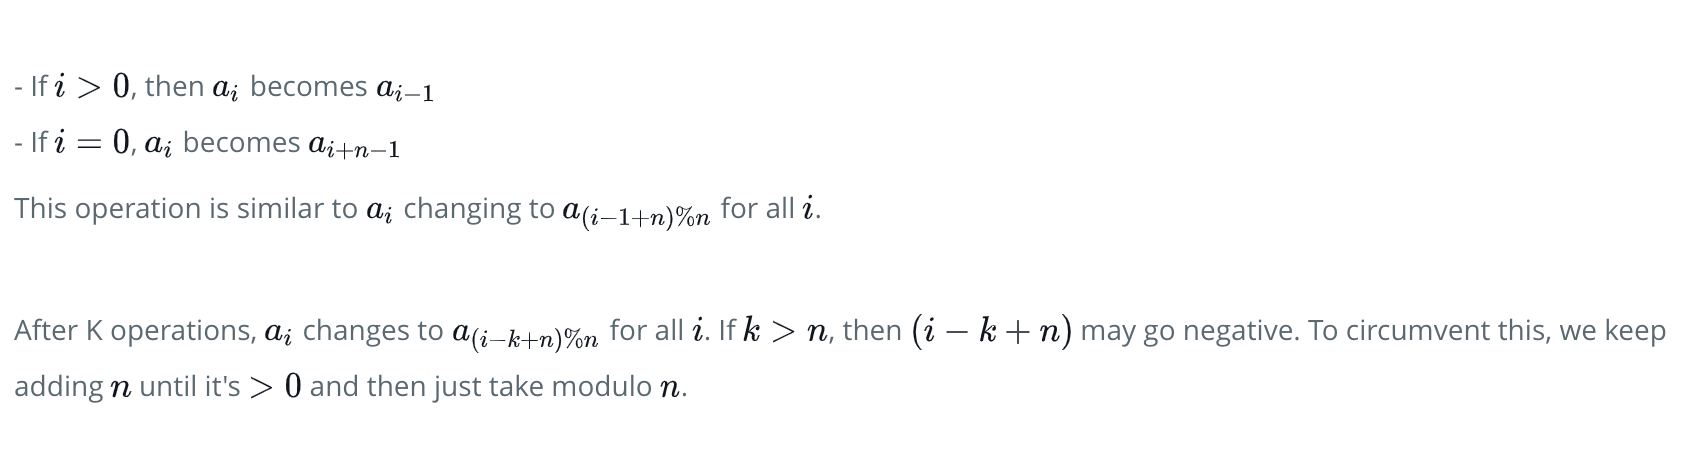 - If i > 0, then a_i becomes a_{i−1}
- If i = 0, a_i becomes a_{i+n−1}
This operation is similar to a_i changing to a_{(i−1+n)%n} for all i.
After K operations, a_i changes to a_{(i−k+n)%n} for all i. If k > n, then (i − k + n) may go negative. To circumvent this, we keep
adding n until it's > 0 and then just take modulo n.